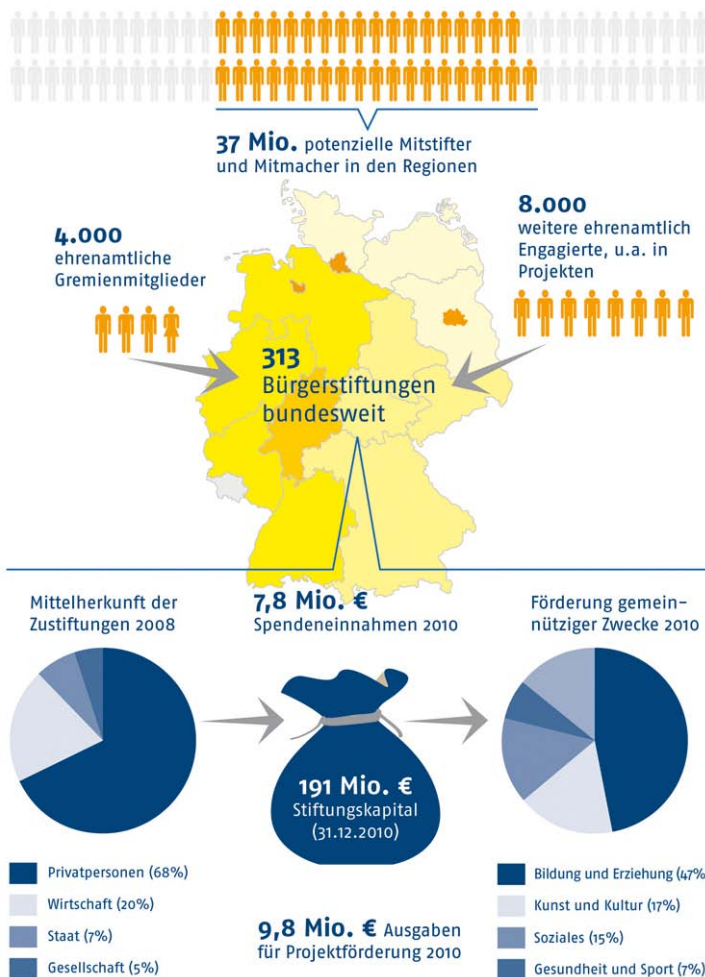 37 Mio. potenzielle Mitstifter
und Mitmacher in den Regionen
4.000
ehrenamtliche
Gremienmitglieder
8.000
weitere ehrenamtlich
Engagierte, u.a. in
Projekten
313
Bürgerstiftungen
bundesweit
Mittelherkunft der
Zustiftungen 2008
7,8 Mio. €
Spendeneinnahmen 2010
Förderung gemein-
nütziger Zwecke 2010
191 Mio. €
Stiftungskapital
(31.12.2010)
Privatpersonen (68%)
Wirtschaft (20%)
Staat (7%)
Gesellschaft (5%)
9,8 Mio. € Ausgaben
für Projektförderung 2010
Bildung und Erziehung (47%
Kunst und Kultur (17%)
Soziales (15%)
Gesundheit und Sport (7%)